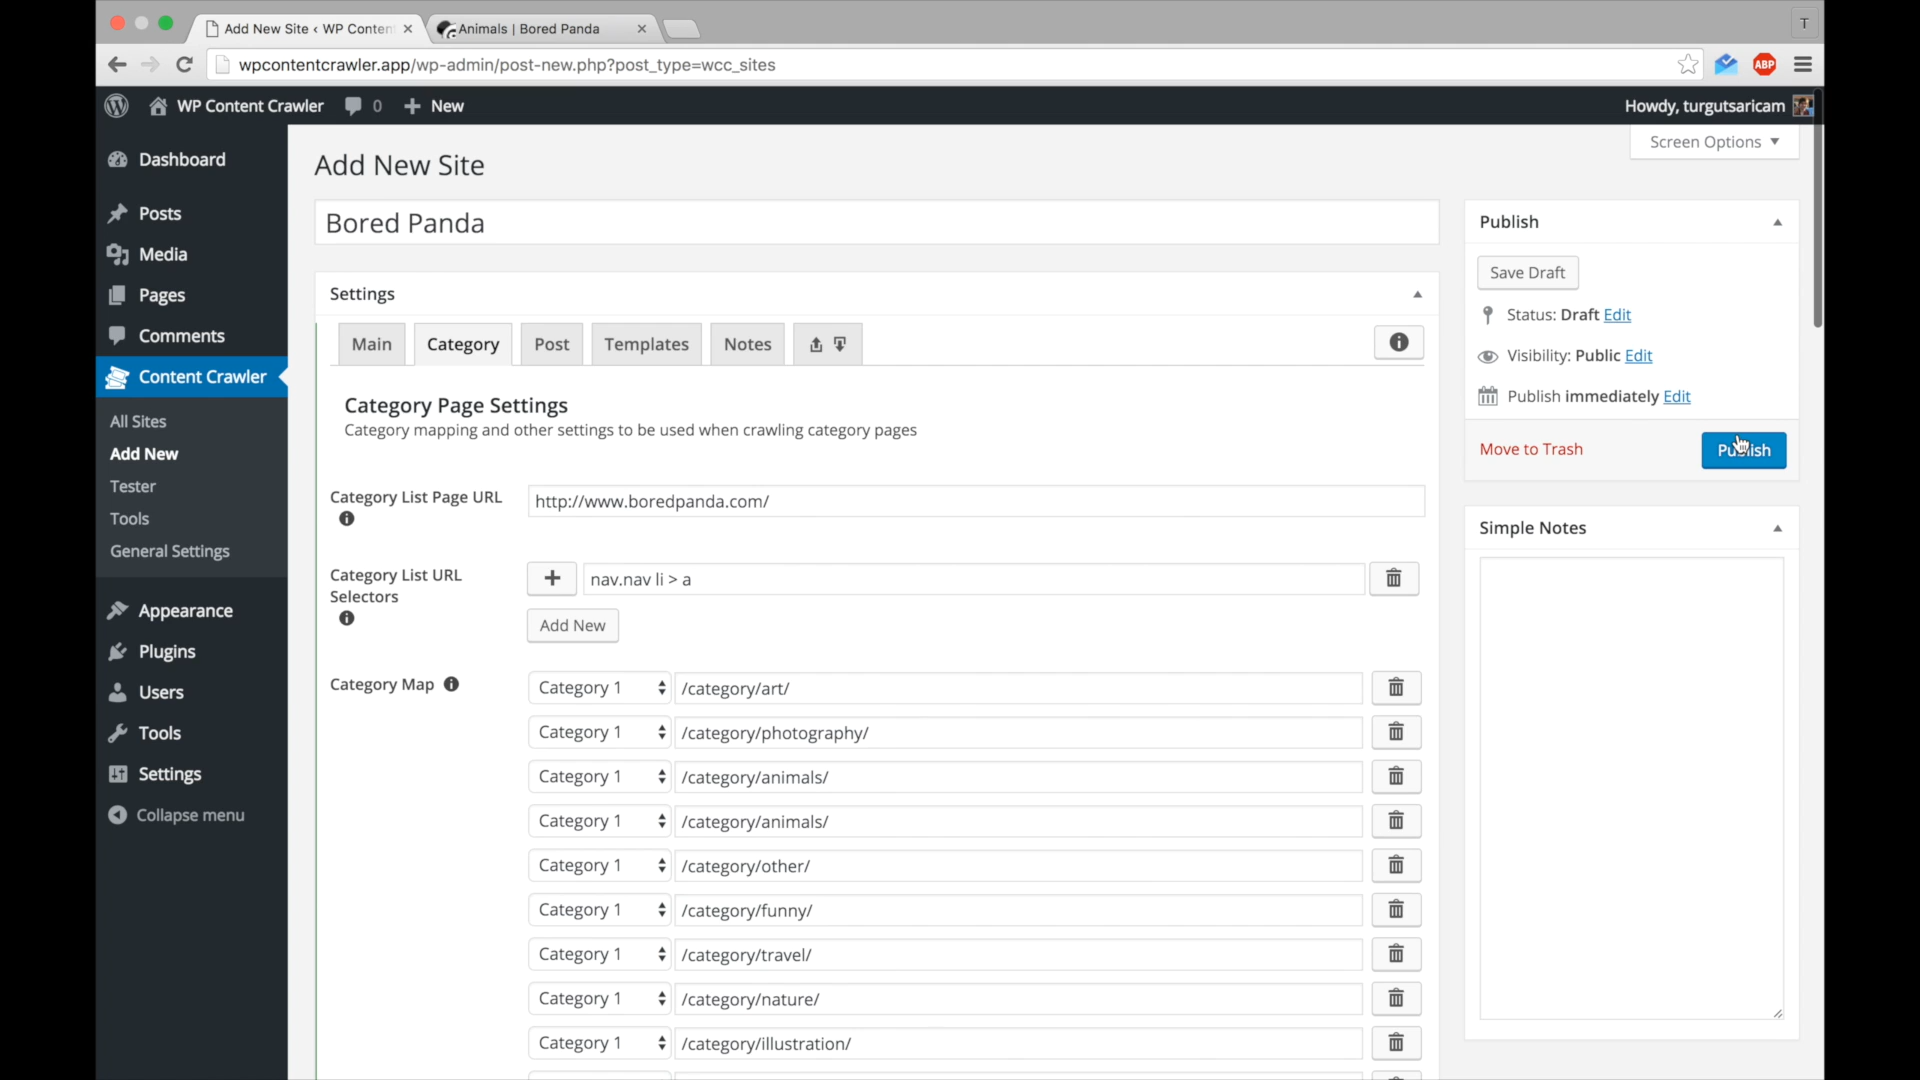 Add New Site ‹ WP Conten
Animals | Bored Panda
T
wpcontentcrawler.app/wp-admin/post-new.php?post_type=wcc_sites
ABP
WP Content Crawler
0
New
Howdy, turgutsaricam
Dashboard
Posts
Media
Pages
Comments
Content Crawler
All Sites
Add New
Tester
Tools
General Settings
Appearance
Plugins
Users
Tools
Settings
Collapse menu
Screen Options
Add New Site
Bored Panda
Settings
Main
Category
Post
Templates
Notes
Category Page Settings
Category mapping and other settings to be used when crawling category pages
Category List Page URL
http://www.boredpanda.com/
Category List URL
Selectors
nav.nav li > a
Add New
Category Map
Category 1 /category/art/
Category 1 /category/photography/
Category 1 /category/animals/
Category 1 /category/animals/
Category 1 /category/other/
Category 1 /category/funny/
Category 1 /category/travel/
Category 1 /category/nature/
Category 1 /category/illustration/
Publish
Save Draft
Status: Draft Edit
Visibility: Public Edit
Publish immediately Edit
Move to Trash
Publish
Simple Notes